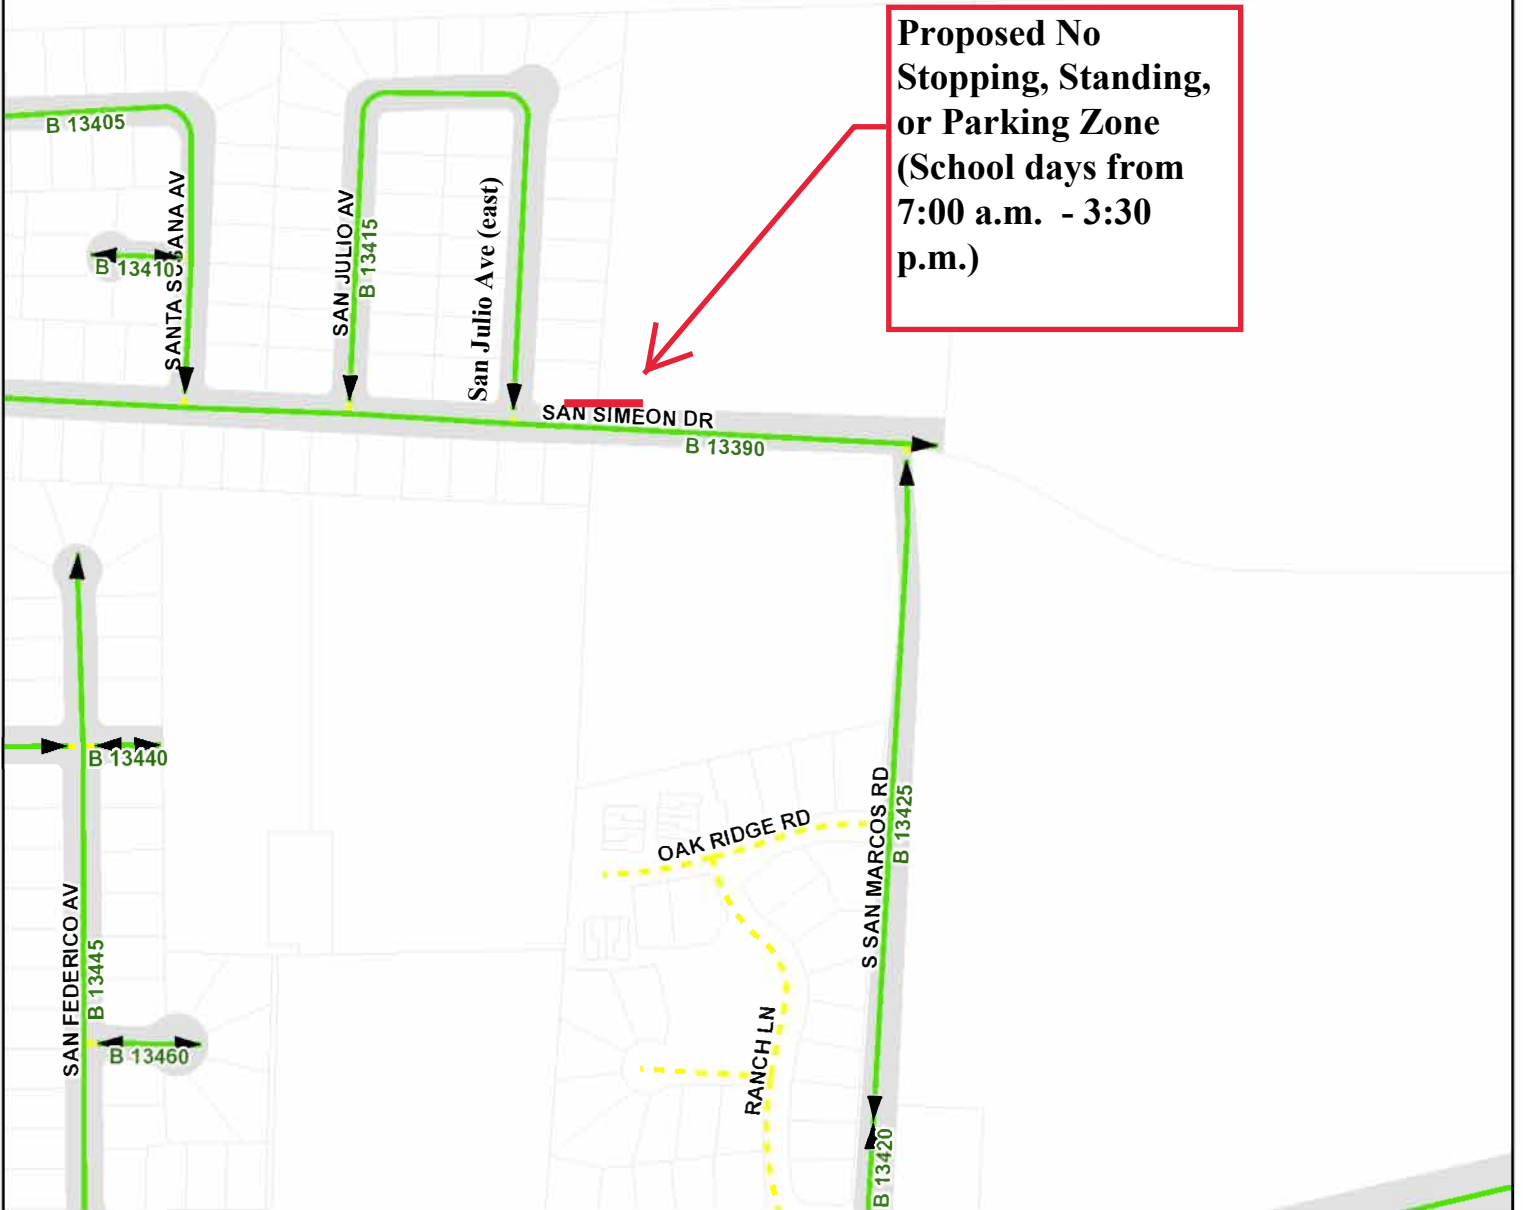 Proposed No
Stopping, Standing,
or Parking Zone
(School days from
7:00 a.m. - 3:30
p.m.)
B 13405
SANTA SUSANA AV
B 13410
SAN JULIO AV
B 13415
San Julio Ave (east)
SAN SIMEON DR
B 13390
B 13440
SAN FEDERICO AV
B 13445
B 13460
OAK RIDGE RD
S SAN MARCOS RD
B 13425
RANCH LN
B 13420